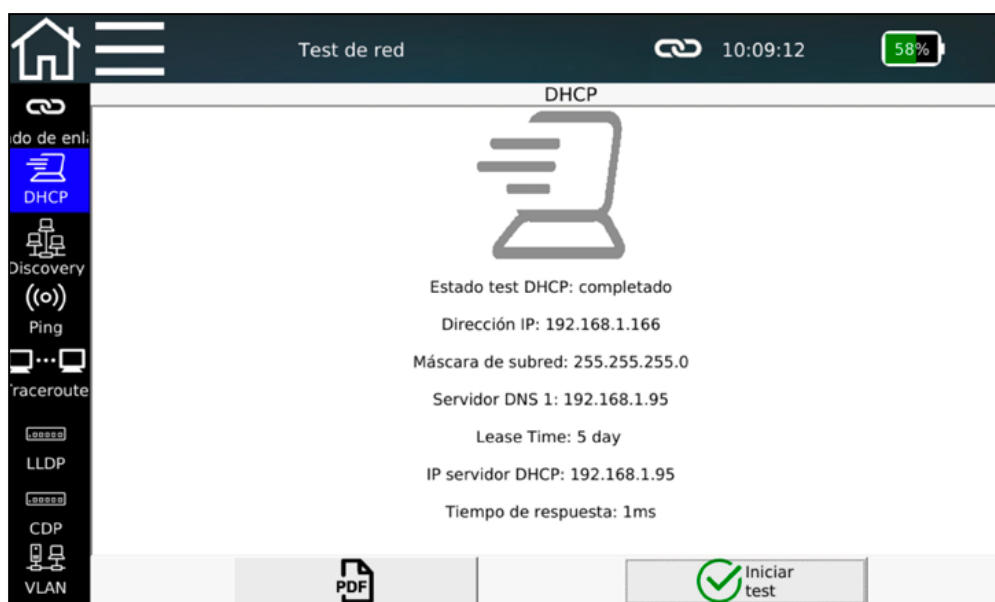 Test de red
10:09:12
58%
DHCP
do de enl
DHCP
Discovery
Ping
raceroute
LLDP
CDP
VLAN
Estado test DHCP: completado
Dirección IP: 192.168.1.166
Máscara de subred: 255.255.255.0
Servidor DNS 1: 192.168.1.95
Lease Time: 5 day
IP servidor DHCP: 192.168.1.95
Tiempo de respuesta: 1ms
PDF
Iniciar
test